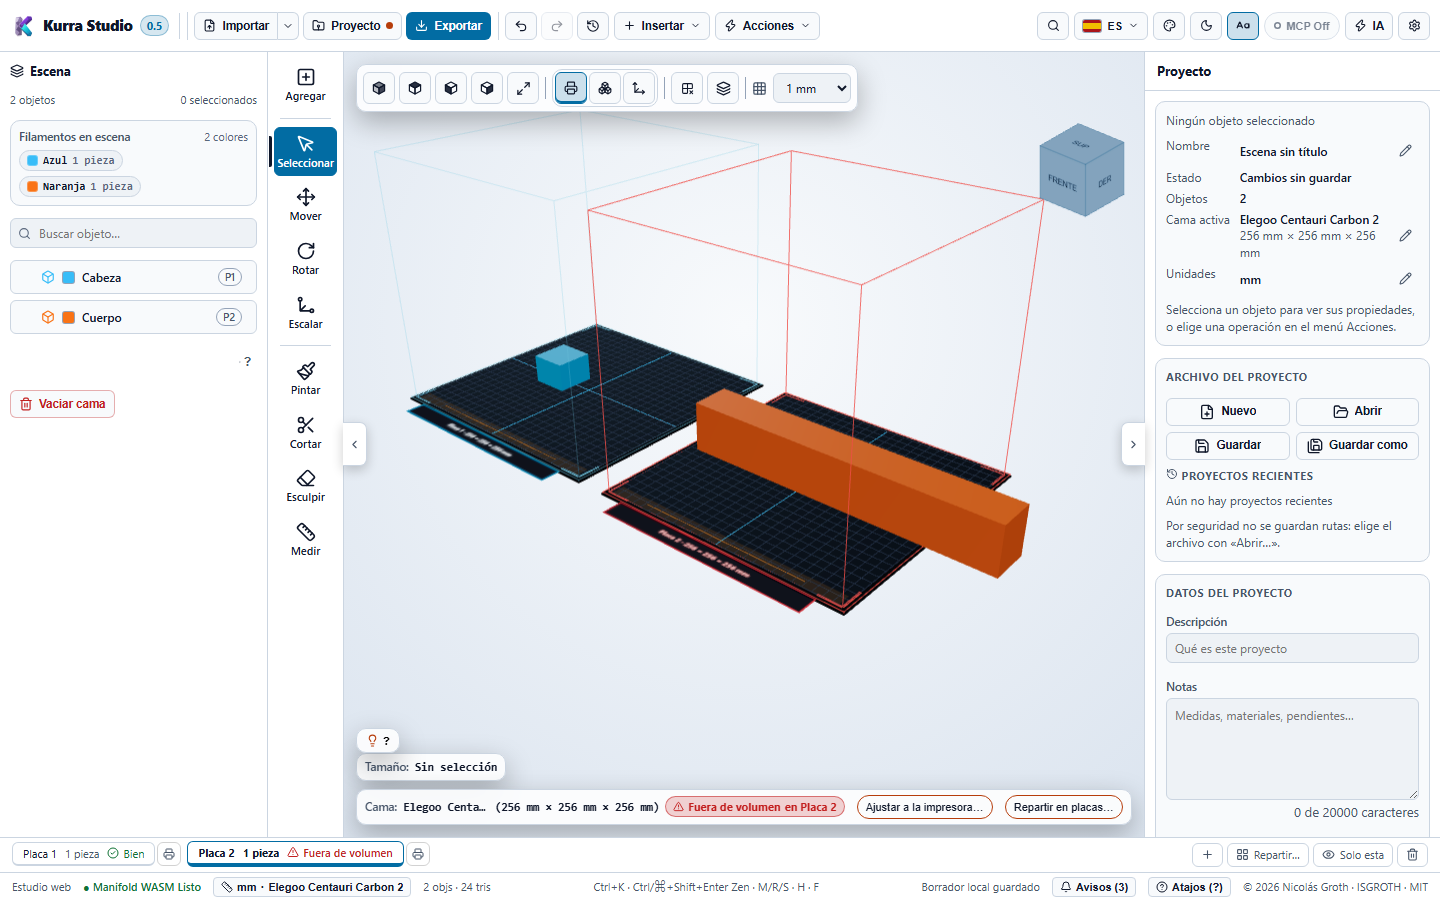 Kurra Studio 0.5
Importar
Proyecto
Exportar
Insertar
Acciones
ES
MCP Off
IA
Escena
2 objetos 0 seleccionados
Filamentos en escena 2 colores
Azul 1 pieza
Naranja 1 pieza
Buscar objeto...
Cabeza P1
Cuerpo P2
?
Vaciar cama
Agregar
Seleccionar
Mover
Rotar
Escalar
Pintar
Cortar
Esculpir
Medir
1 mm
SUP
FRENTE
DER
?
Tamaño: Sin selección
Cama: Elegoo Centa… (256 mm × 256 mm × 256 mm) Fuera de volumen en Placa 2 Ajustar a la impresora... Repartir en placas...
Proyecto
Ningún objeto seleccionado
Nombre Escena sin título
Estado Cambios sin guardar
Objetos 2
Cama activa Elegoo Centauri Carbon 2
256 mm × 256 mm × 256
mm
Unidades mm
Selecciona un objeto para ver sus propiedades,
o elige una operación en el menú Acciones.
ARCHIVO DEL PROYECTO
Nuevo Abrir
Guardar Guardar como
PROYECTOS RECIENTES
Aún no hay proyectos recientes
Por seguridad no se guardan rutas: elige el
archivo con «Abrir...».
DATOS DEL PROYECTO
Descripción
Qué es este proyecto
Notas
Medidas, materiales, pendientes...
0 de 20000 caracteres
Placa 1 1 pieza Bien
Placa 2 1 pieza Fuera de volumen
Repartir...
Solo esta
Estudio web Manifold WASM Listo mm · Elegoo Centauri Carbon 2 2 objs · 24 tris Ctrl+K · Ctrl/⌘+Shift+Enter Zen · M/R/S · H · F Borrador local guardado Avisos (3) Atajos (?) © 2026 Nicolás Groth · ISGROTH · MIT